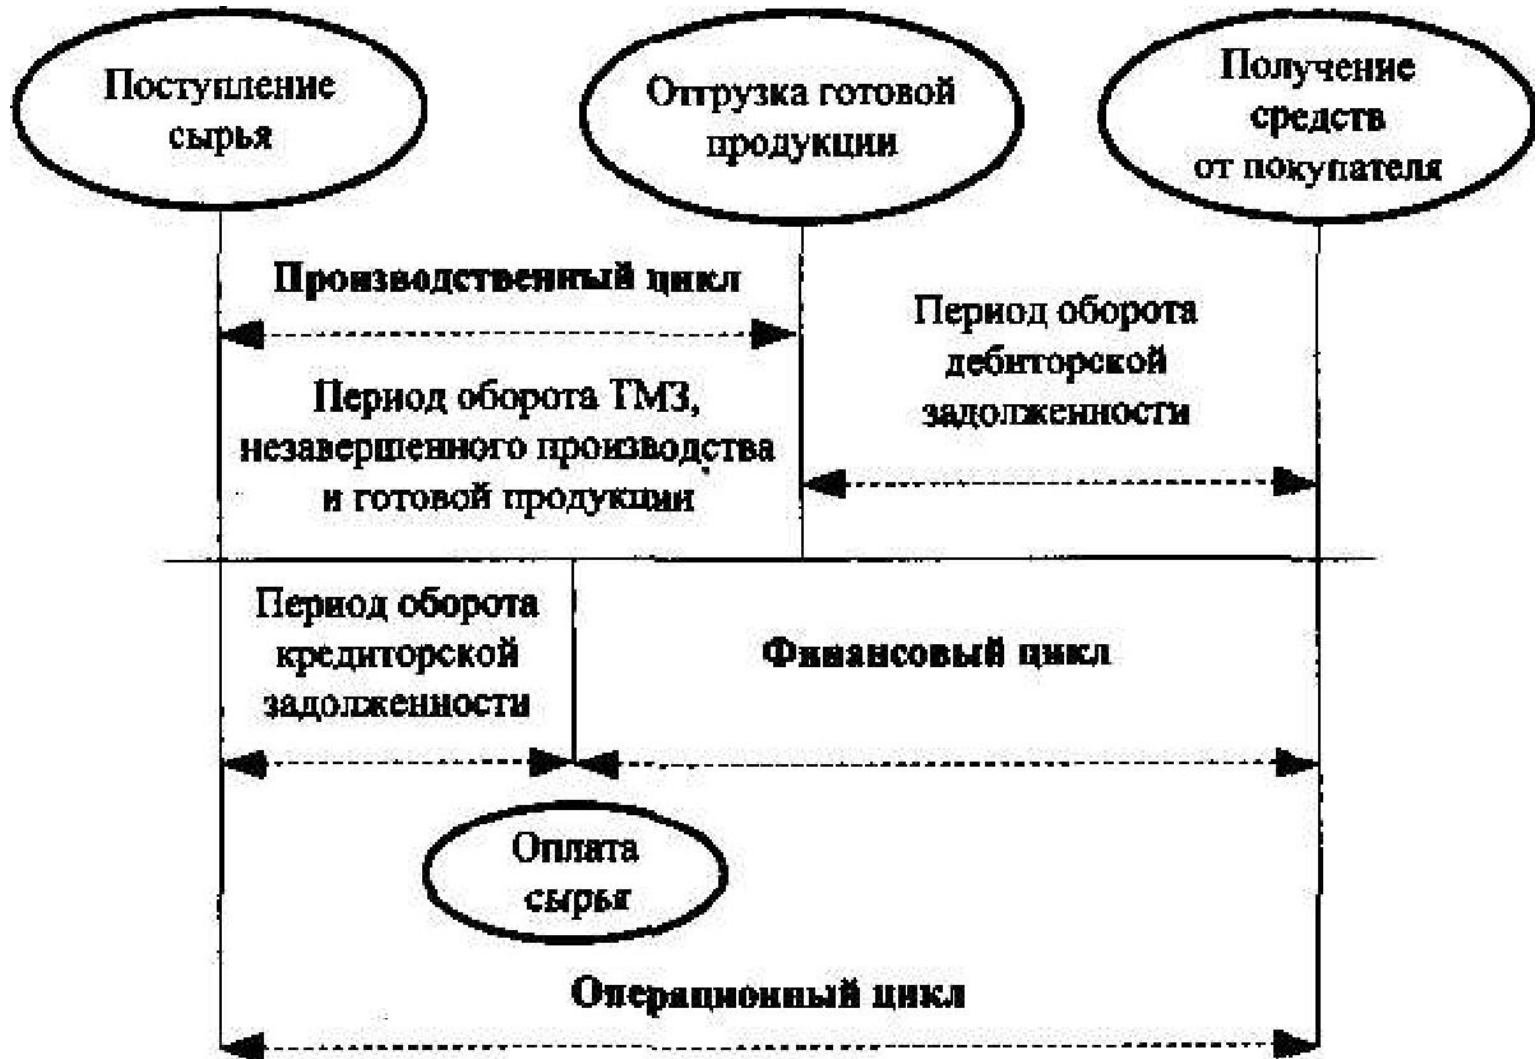 Поступление
сырья
Отгрузка готовой
продукции
Получение
средств
от покупателя
Производственный цикл
Период оборота
дебиторской
задолженности
Период оборота ТМЗ,
незавершенного производства
и готовой продукции
Период оборота
кредиторской
задолженности
Финансовый цикл
Оплата
сырья
Операционный цикл